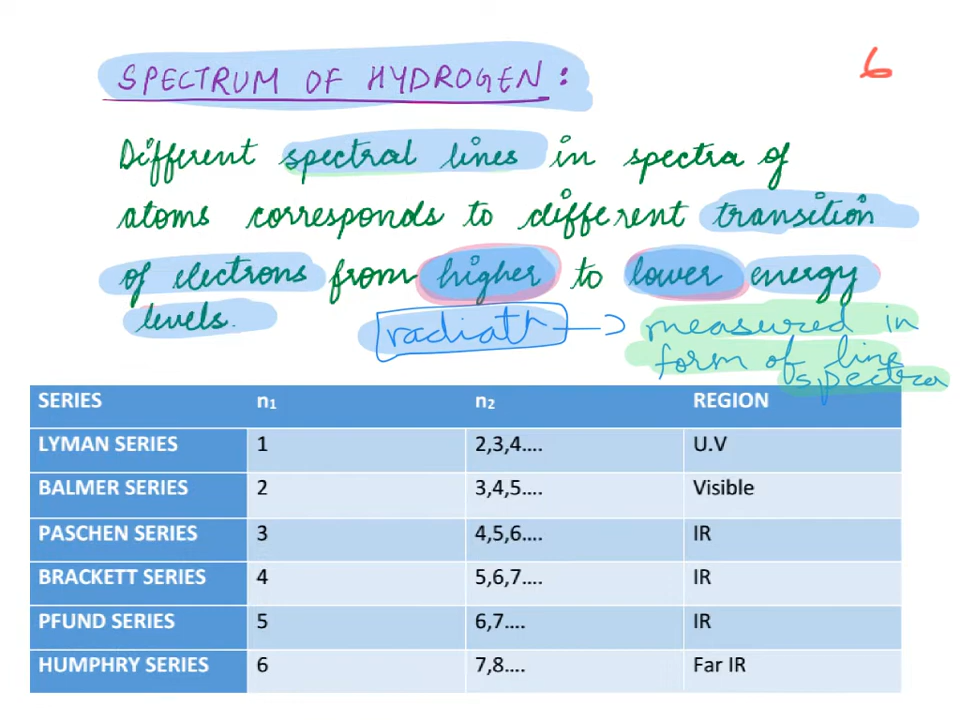 SPECTRUM OF HYDROGEN:
6
Different spectral lines in spectra of
atoms corresponds to different transition
of electrons from higher to lower energy
levels.
radiatn → measured in
form of line
spectra
SERIES n₁ n₂ REGION
LYMAN SERIES 1 2,3,4.... U.V
BALMER SERIES 2 3,4,5.... Visible
PASCHEN SERIES 3 4,5,6.... IR
BRACKETT SERIES 4 5,6,7.... IR
PFUND SERIES 5 6,7.... IR
HUMPHRY SERIES 6 7,8.... Far IR